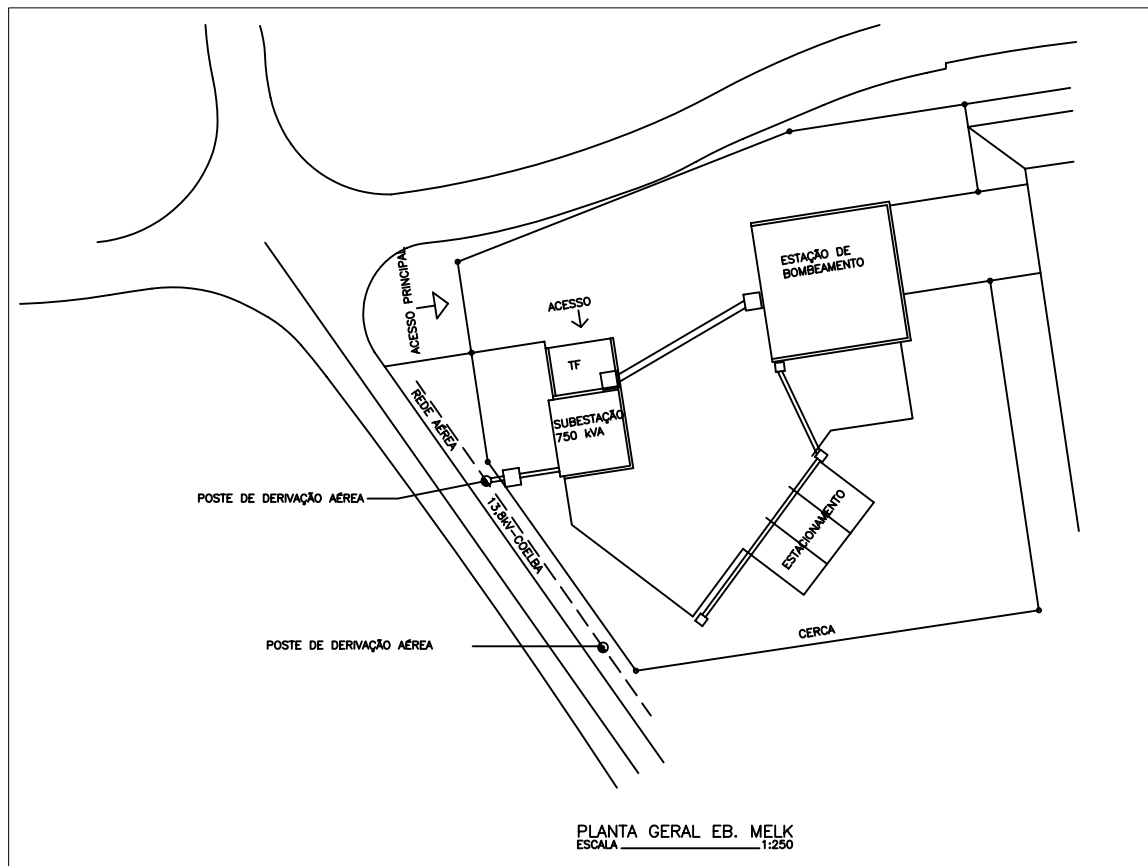 ACESSO PRINCIPAL
ESTAÇÃO DE
BOMBEAMENTO
ACESSO
TF
REDE AÉREA
SUBESTAÇÃO
750 kVA
POSTE DE DERIVAÇÃO AÉREA
13,8kV-COELBA
ESTACIONAMENTO
CERCA
POSTE DE DERIVAÇÃO AÉREA
PLANTA GERAL EB. MELK
ESCALA 1:250